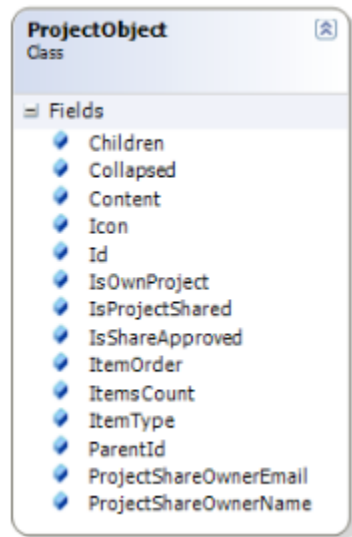 ProjectObject
Class
Fields
Children
Collapsed
Content
Icon
Id
IsOwnProject
IsProjectShared
IsShareApproved
ItemOrder
ItemsCount
ItemType
ParentId
ProjectShareOwnerEmail
ProjectShareOwnerName